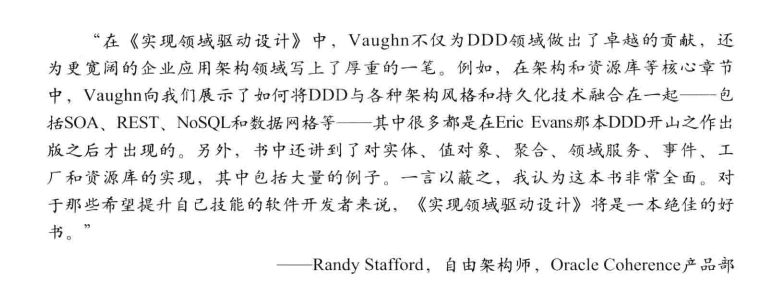 “在《实现领域驱动设计》中，Vaughn不仅为DDD领域做出了卓越的贡献，还
为更宽阔的企业应用架构领域写上了厚重的一笔。例如，在架构和资源库等核心章节
中，Vaughn向我们展示了如何将DDD与各种架构风格和持久化技术融合在一起——包
括SOA、REST、NoSQL和数据网格等——其中很多都是在Eric Evans那本DDD开山之作出
版之后才出现的。另外，书中还讲到了对实体、值对象、聚合、领域服务、事件、工
厂和资源库的实现，其中包括大量的例子。一言以蔽之，我认为这本书非常全面。对
于那些希望提升自己技能的软件开发者来说，《实现领域驱动设计》将是一本绝佳的好
书。”
——Randy Stafford，自由架构师，Oracle Coherence产品部